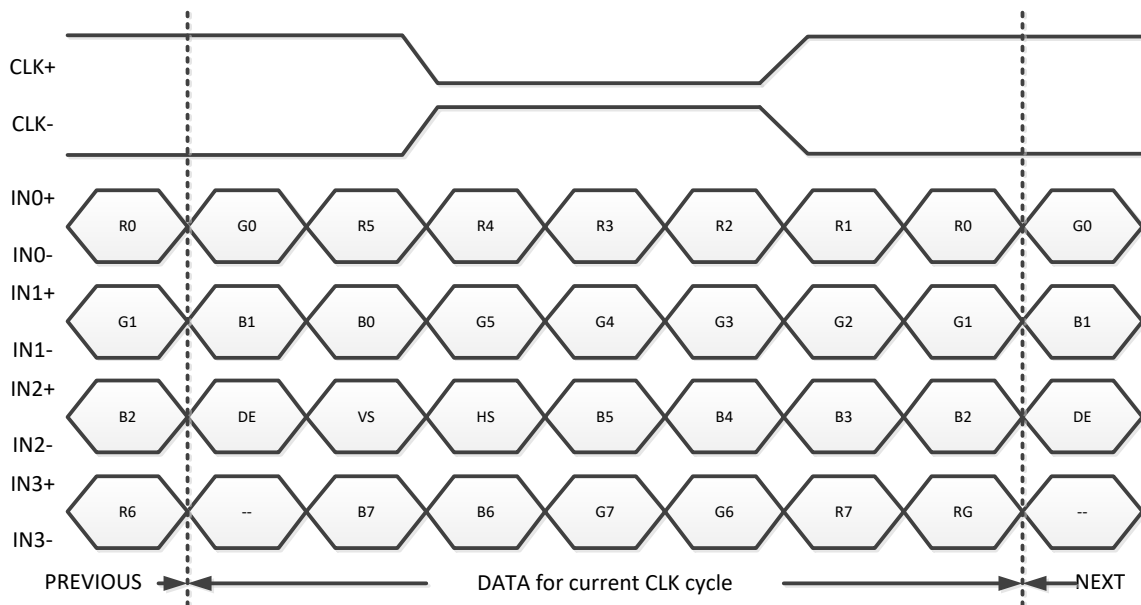 CLK+
CLK-
IN0+
R0 G0 R5 R4 R3 R2 R1 R0 G0
IN0-
IN1+
G1 B1 B0 G5 G4 G3 G2 G1 B1
IN1-
IN2+
B2 DE VS HS B5 B4 B3 B2 DE
IN2-
IN3+
R6 -- B7 B6 G7 G6 R7 RG --
IN3-
PREVIOUS DATA for current CLK cycle NEXT